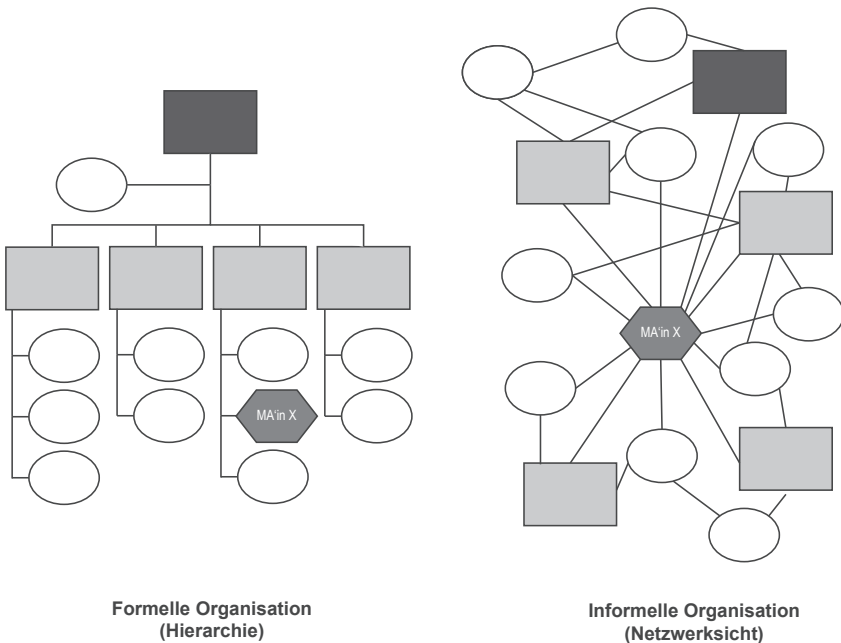 MA'in X
MA'in X
Formelle Organisation
(Hierarchie)
Informelle Organisation
(Netzwerksicht)